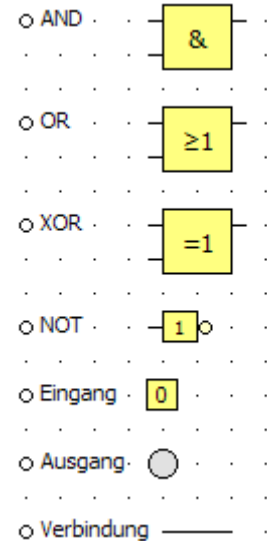 AND &
OR ≥1
XOR =1
NOT 1
Eingang 0
Ausgang
Verbindung